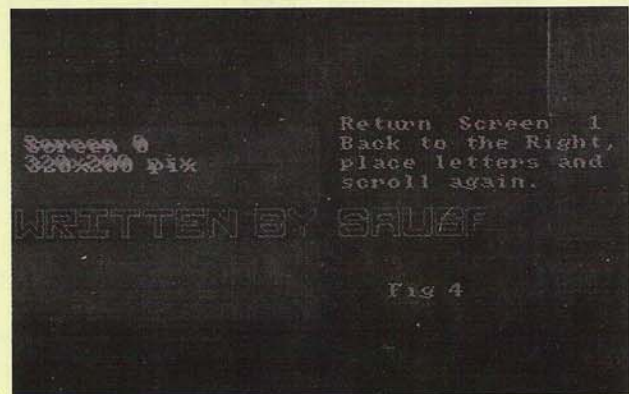 Screen 0
320x200 pix
Return Screen 1
Back to the Right,
place letters and
scroll again.
WRITTEN BY
Fig 4